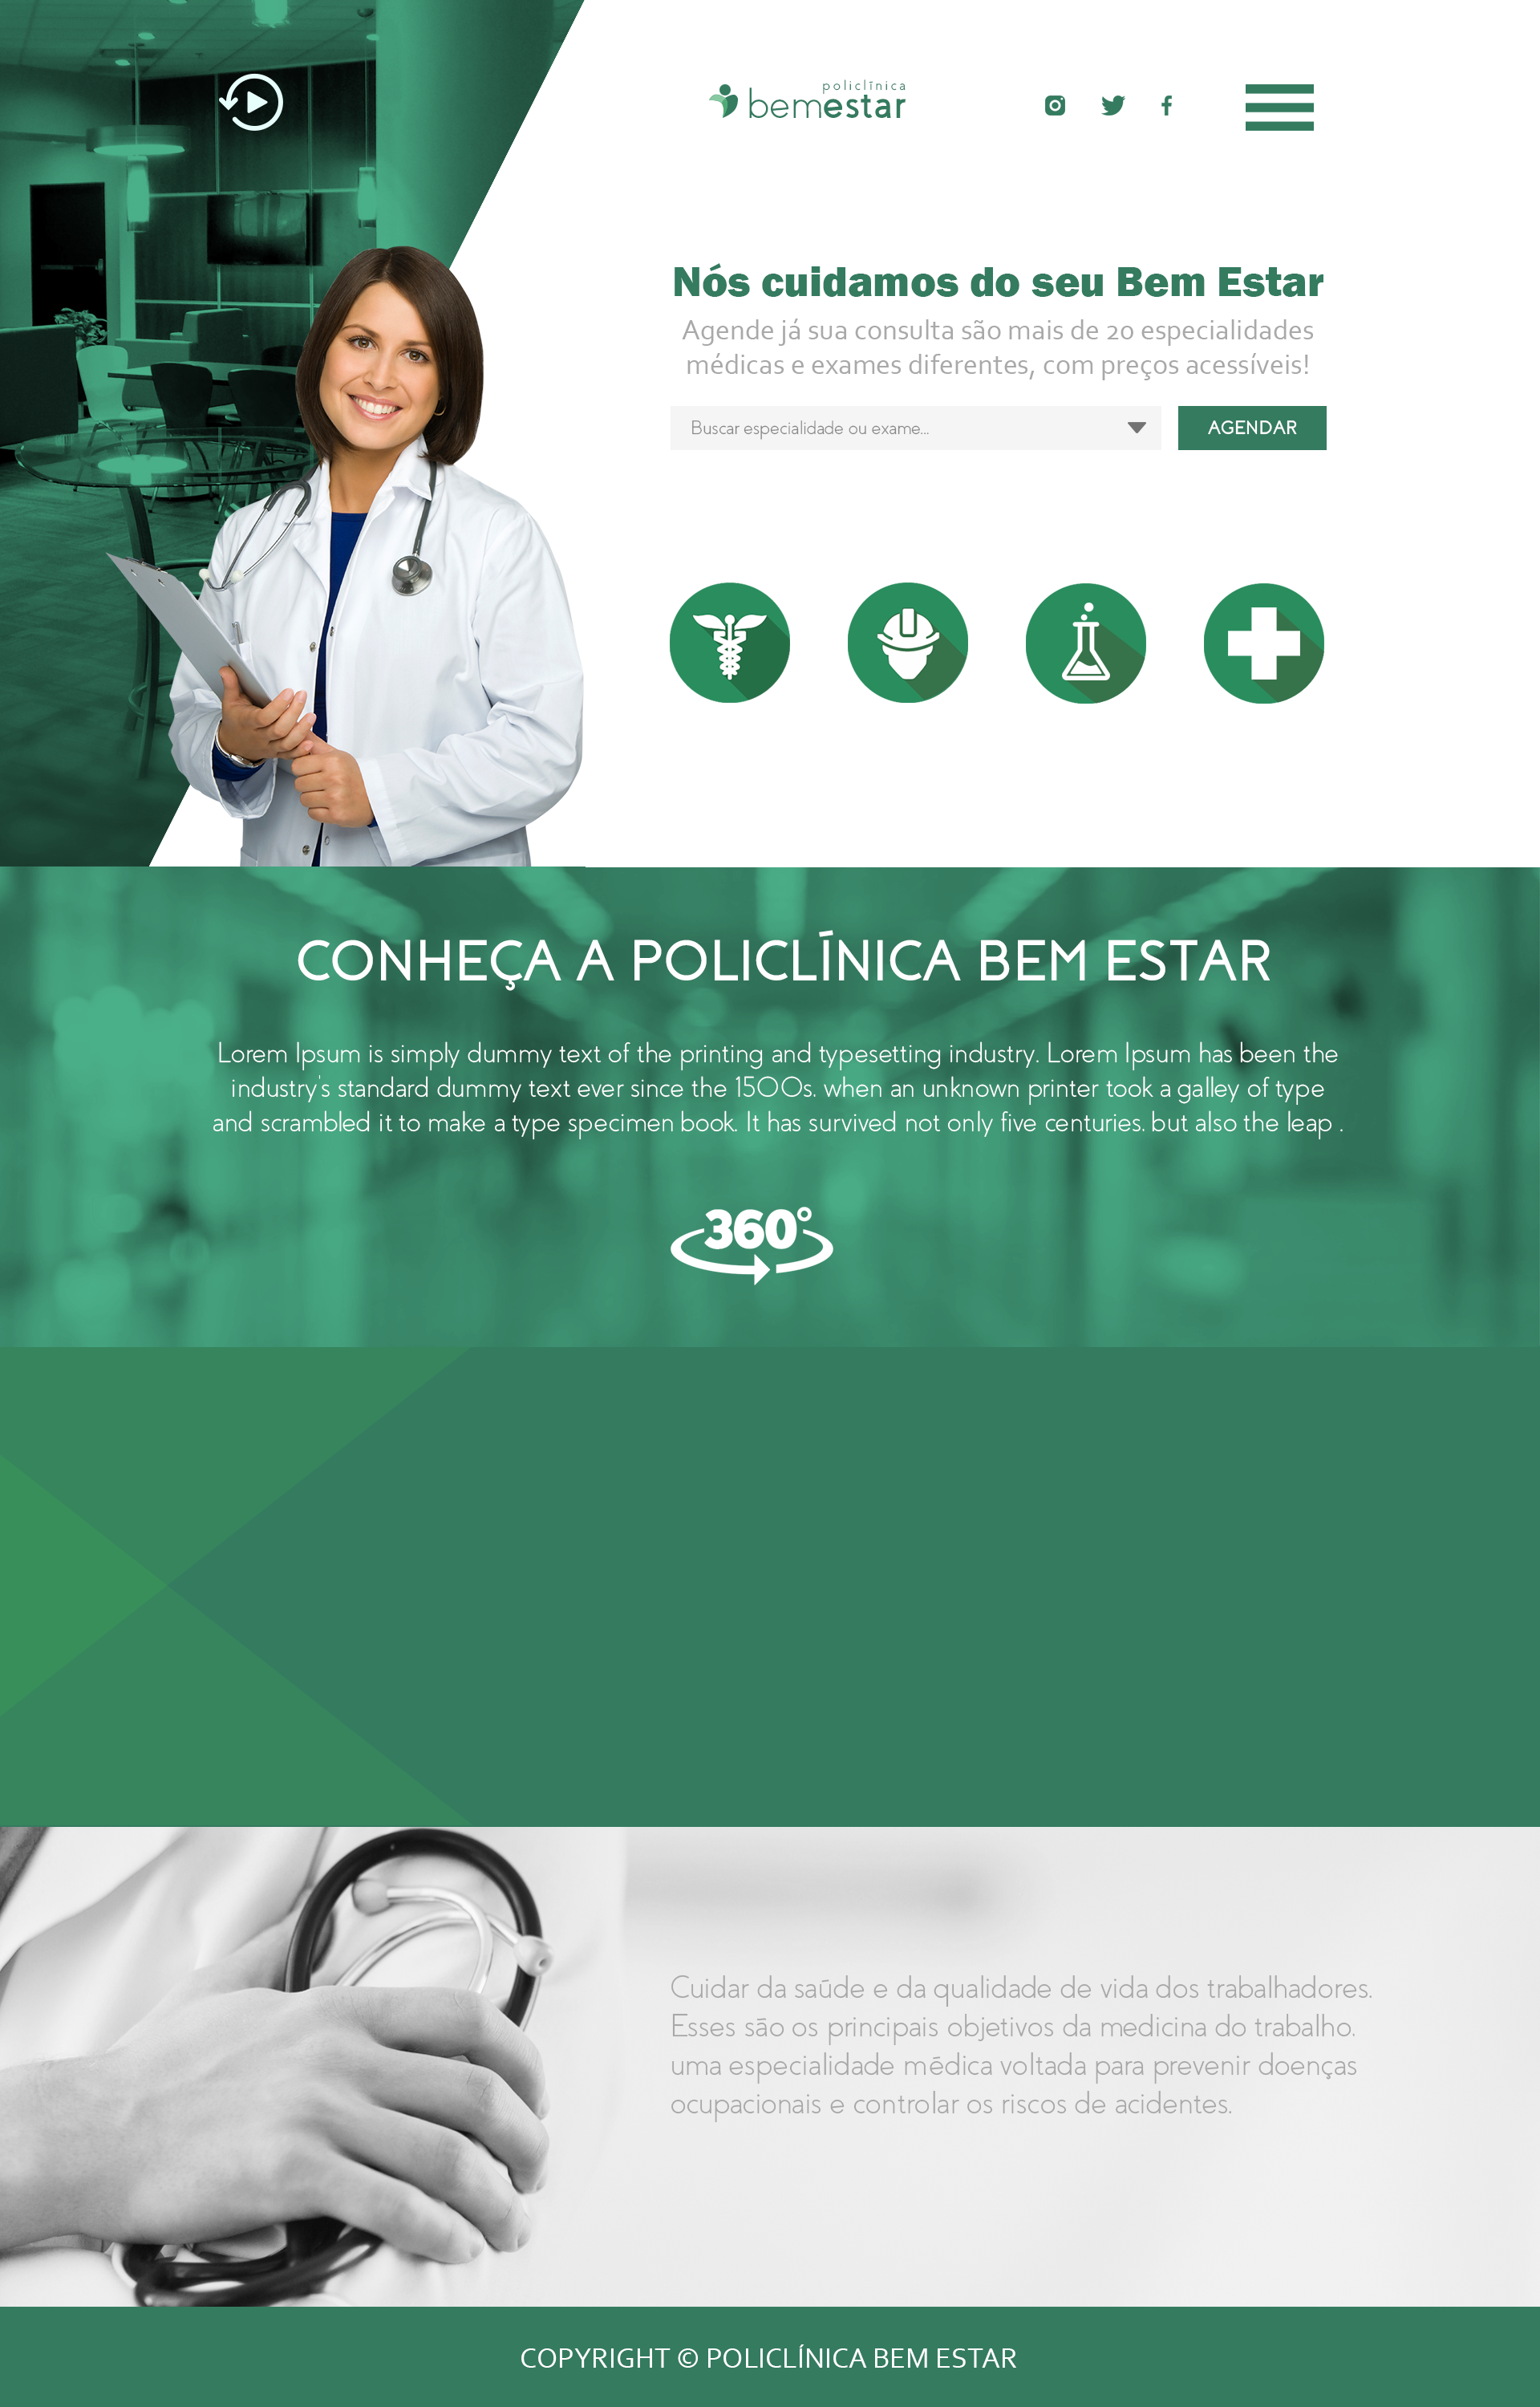 policlínica
bemestar
Nós cuidamos do seu Bem Estar
Agende já sua consulta são mais de 20 especialidades
médicas e exames diferentes, com preços acessíveis!
Buscar especialidade ou exame...
AGENDAR
CONHEÇA A POLICLÍNICA BEM ESTAR
Lorem Ipsum is simply dummy text of the printing and typesetting industry. Lorem Ipsum has been the
industry's standard dummy text ever since the 1500s. when an unknown printer took a galley of type
and scrambled it to make a type specimen book. It has survived not only five centuries. but also the leap .
360°
Cuidar da saúde e da qualidade de vida dos trabalhadores.
Esses são os principais objetivos da medicina do trabalho.
uma especialidade médica voltada para prevenir doenças
ocupacionais e controlar os riscos de acidentes.
COPYRIGHT © POLICLÍNICA BEM ESTAR